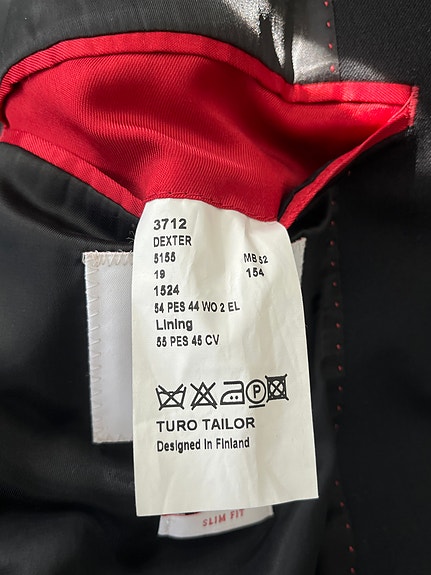 3712
DEXTER
5155 MB 52
19 154
1524
54 PES 44 WO 2 EL
Lining
55 PES 45 CV
P
TURO TAILOR
Designed In Finland
SLIM FIT